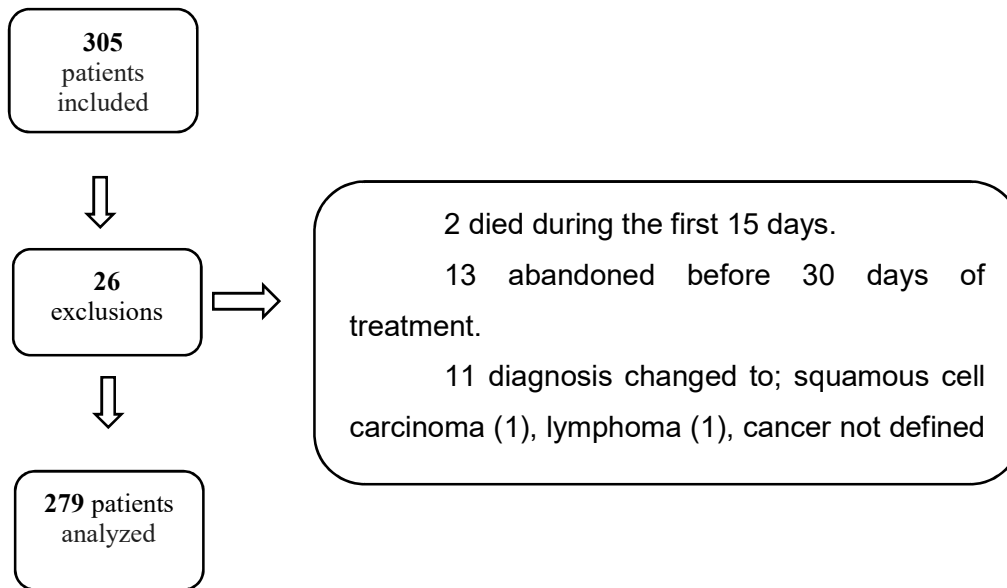 305
patients
included
26
exclusions
2 died during the first 15 days.
13 abandoned before 30 days of
treatment.
11 diagnosis changed to; squamous cell
carcinoma (1), lymphoma (1), cancer not defined
279 patients
analyzed